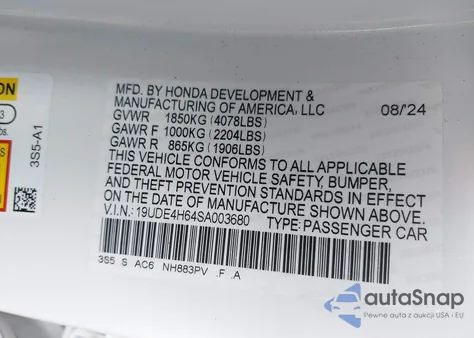 ON
3
bs.
3S5-A1
MFD. BY HONDA DEVELOPMENT &
MANUFACTURING OF AMERICA, LLC 08/24
GVWR 1850KG (4078LBS)
GAWR F 1000KG (2204LBS)
GAWR R 865KG (1906LBS)
THIS VEHICLE CONFORMS TO ALL APPLICABLE
FEDERAL MOTOR VEHICLE SAFETY, BUMPER,
AND THEFT PREVENTION STANDARDS IN EFFECT
ON THE DATE OF MANUFACTURE SHOWN ABOVE.
V.I.N.: 19UDE4H64SA003680 TYPE: PASSENGER CAR
3S5 S AC6 NH883PV .F .A
autoSnap
Pewne auta z aukcji USA i EU